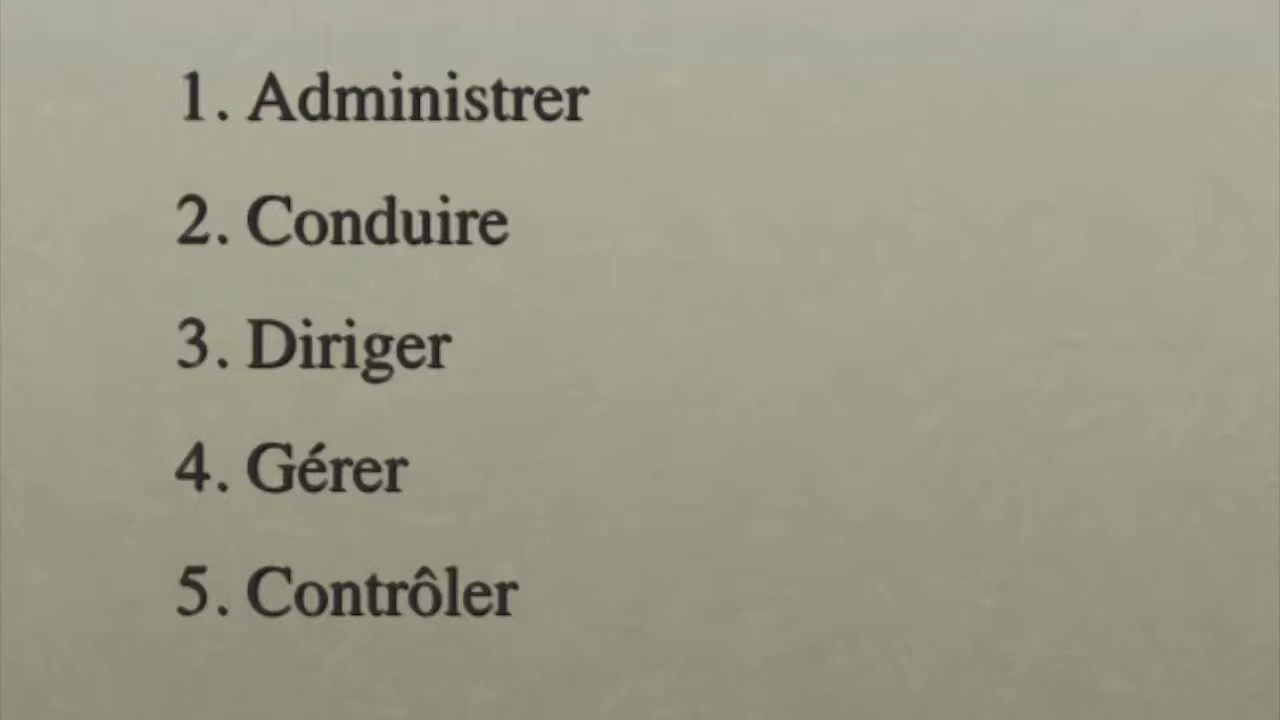 1. Administrer
2. Conduire
3. Diriger
4. Gérer
5. Contrôler